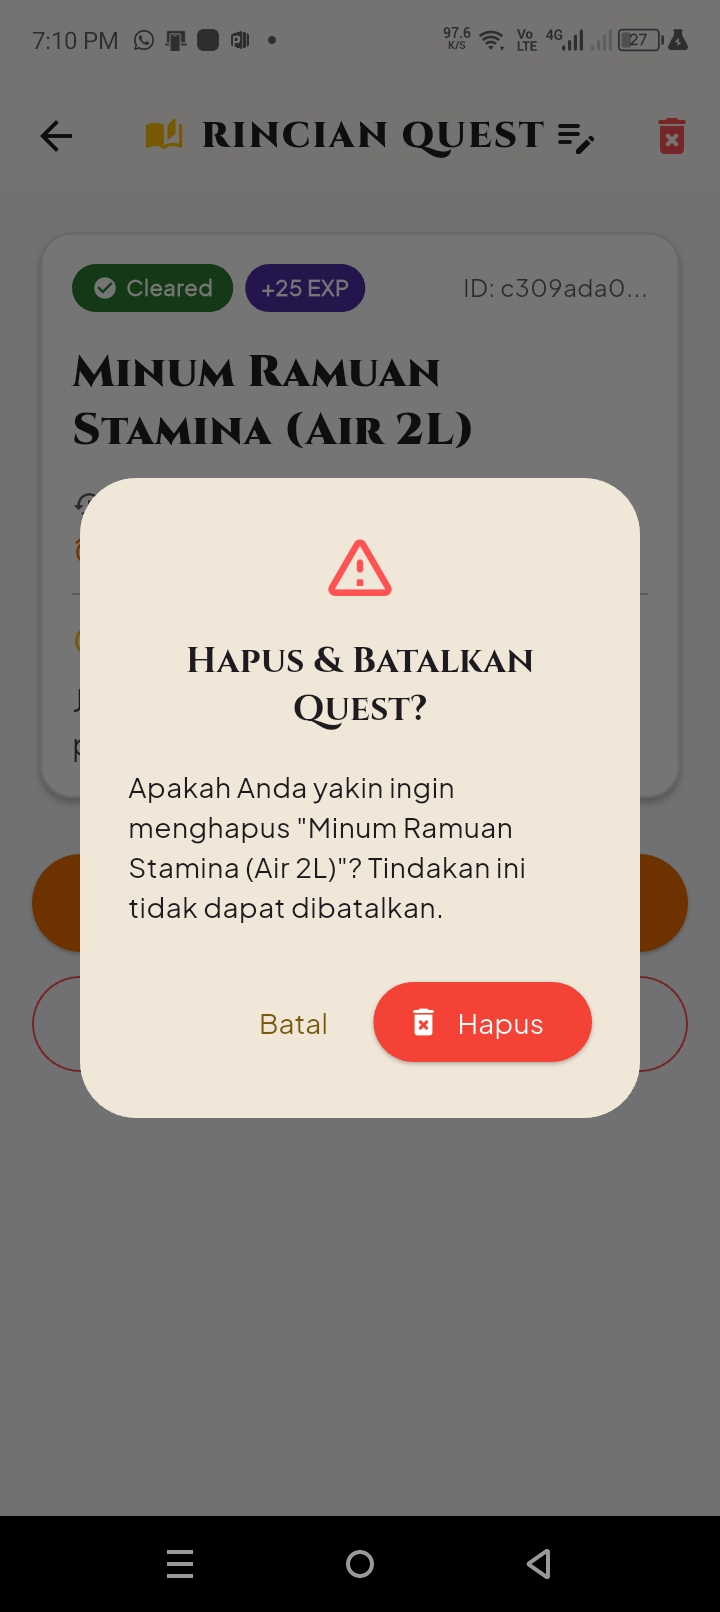 7:10 PM
97.6
K/S
Vo
LTE
4G
27
RINCIAN QUEST
Cleared
+25 EXP
ID: c309ada0...
Minum Ramuan
Stamina (Air 2L)
Hapus & Batalkan
Quest?
Apakah Anda yakin ingin
menghapus "Minum Ramuan
Stamina (Air 2L)"? Tindakan ini
tidak dapat dibatalkan.
Batal
Hapus